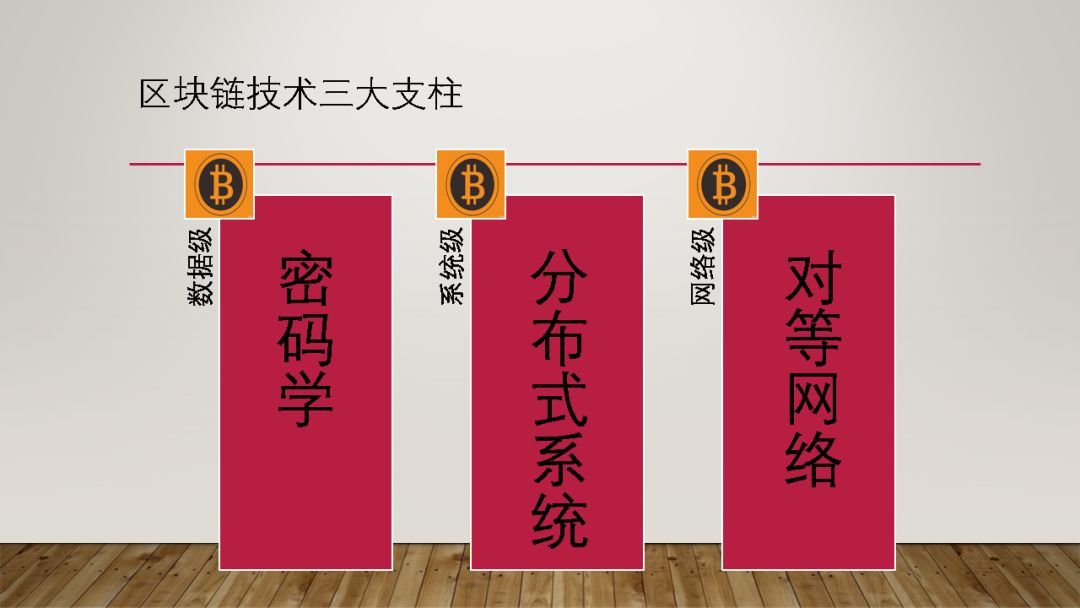 区块链技术三大支柱
数据级
密码学
系统级
分布式系统
网络级
对等网络